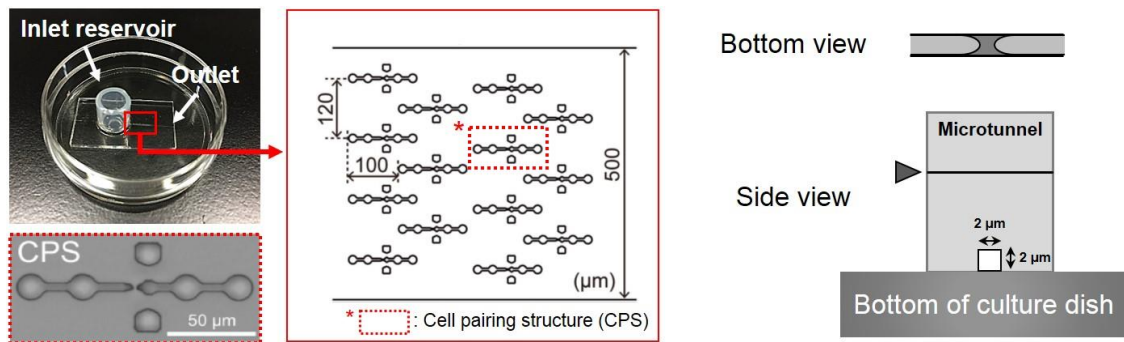 Inlet reservoir
Outlet
CPS
50 µm
120
100
*
500
(µm)
* : Cell pairing structure (CPS)
Bottom view
Side view
Microtunnel
2 µm
2 µm
Bottom of culture dish